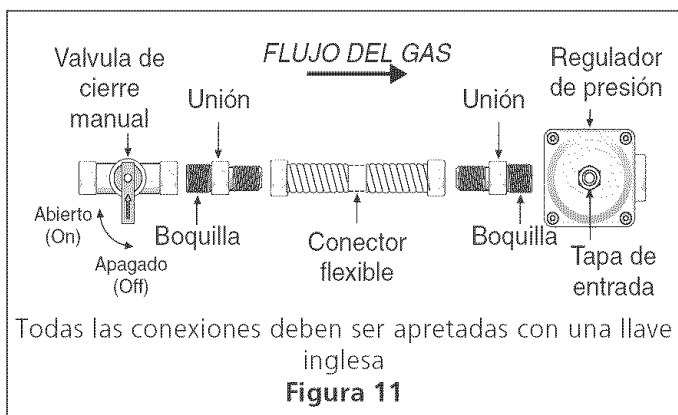 FLUJO DEL GAS
Valvula de
cierre
manual
Unión
Unión
Regulador
de presión
Abierto
(On)
Apagado
(Off)
Boquilla
Conector
flexible
Boquilla
Tapa de
entrada
Todas las conexiones deben ser apretadas con una llave
inglesa
Figura 11